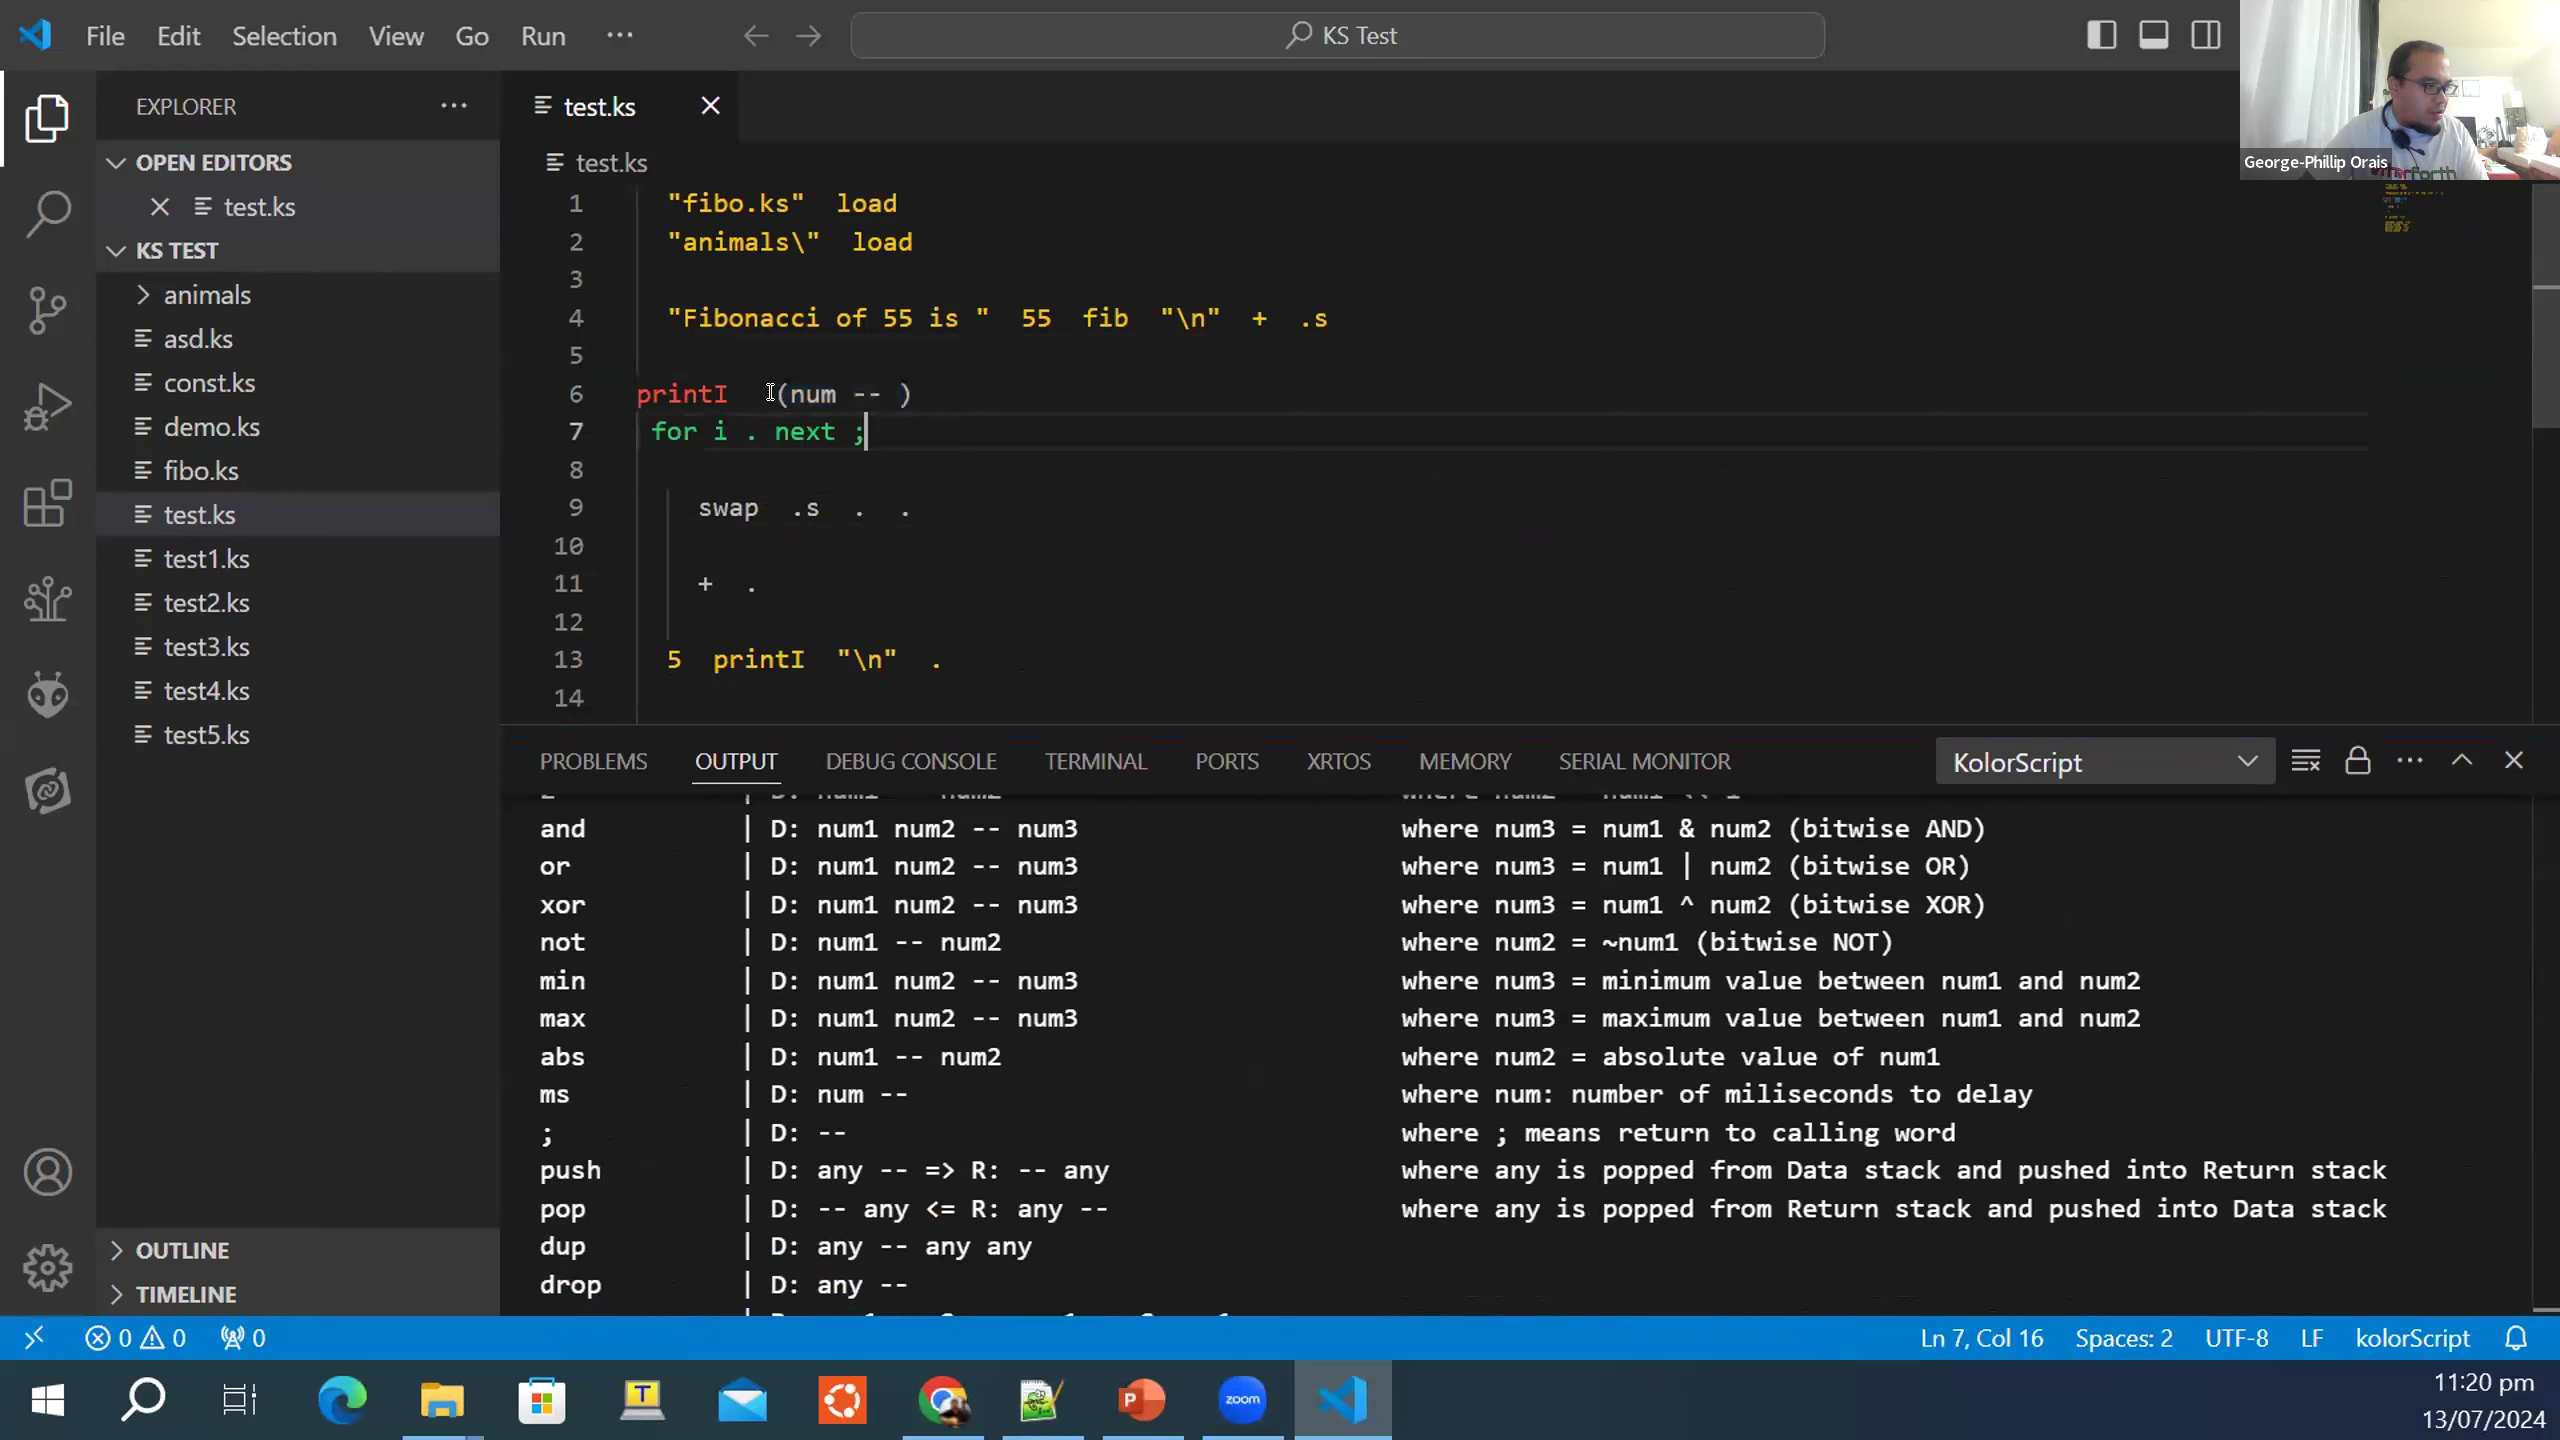 File Edit Selection View Go Run ···
KS Test
EXPLORER ···
OPEN EDITORS
test.ks
KS TEST
animals
asd.ks
const.ks
demo.ks
fibo.ks
test.ks
test1.ks
test2.ks
test3.ks
test4.ks
test5.ks
OUTLINE
TIMELINE
test.ks
test.ks
1 "fibo.ks" load
2 "animals\" load
3
4 "Fibonacci of 55 is " 55 fib "\n" + .s
5
6 printI (num -- )
7 for i . next ;
8
9 swap .s . .
10
11 + .
12
13 5 printI "\n" .
14
George-Phillip Orais
PROBLEMS OUTPUT DEBUG CONSOLE TERMINAL PORTS XRTOS MEMORY SERIAL MONITOR KolorScript
and | D: num1 num2 -- num3 where num3 = num1 & num2 (bitwise AND)
or | D: num1 num2 -- num3 where num3 = num1 | num2 (bitwise OR)
xor | D: num1 num2 -- num3 where num3 = num1 ^ num2 (bitwise XOR)
not | D: num1 -- num2 where num2 = ~num1 (bitwise NOT)
min | D: num1 num2 -- num3 where num3 = minimum value between num1 and num2
max | D: num1 num2 -- num3 where num3 = maximum value between num1 and num2
abs | D: num1 -- num2 where num2 = absolute value of num1
ms | D: num -- where num: number of miliseconds to delay
; | D: -- where ; means return to calling word
push | D: any -- => R: -- any where any is popped from Data stack and pushed into Return stack
pop | D: -- any <= R: any -- where any is popped from Return stack and pushed into Data stack
dup | D: any -- any any
drop | D: any --
0 0 0 Ln 7, Col 16 Spaces: 2 UTF-8 LF kolorScript
T
P
zoom
11:20 pm
13/07/2024